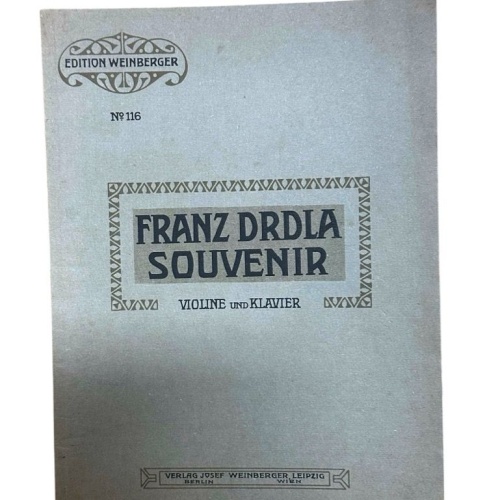 EDITION WEINBERGER
No 116
FRANZ DRDLA
SOUVENIR
VIOLINE UND KLAVIER
VERLAG JOSEF WEINBERGER, LEIPZIG
BERLIN WIEN